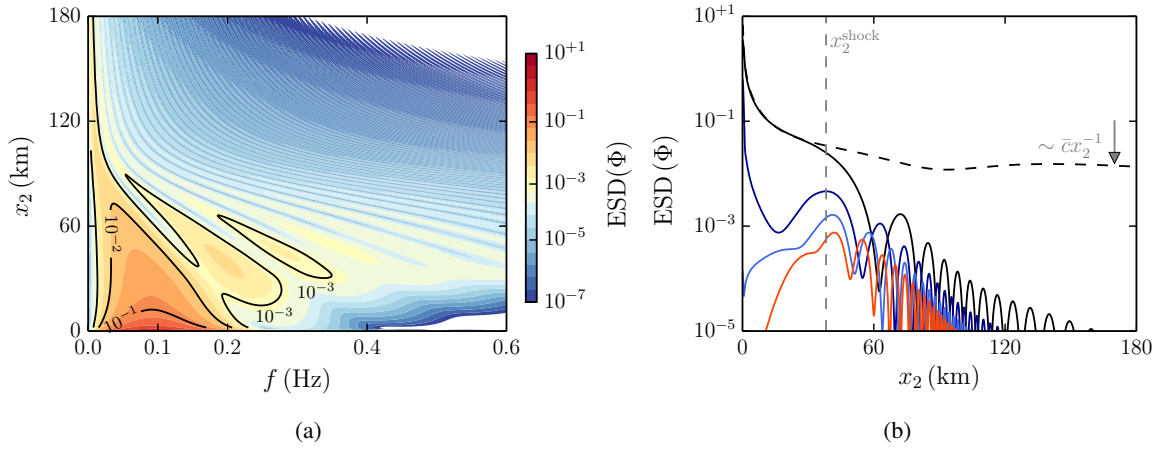 180
120
60
0
x₂ (km)
0.0
0.1
0.2
0.4
0.6
f (Hz)
10⁻²
10⁻¹
10⁻³
10⁻³
10⁺¹
10⁻¹
10⁻³
10⁻⁵
10⁻⁷
ESD(Φ)
(a)
ESD (Φ)
10⁺¹
10⁻¹
10⁻³
10⁻⁵
x₂ˢʰᵒᶜᵏ
∼ c̄x₂⁻¹
0
60
120
180
x₂ (km)
(b)